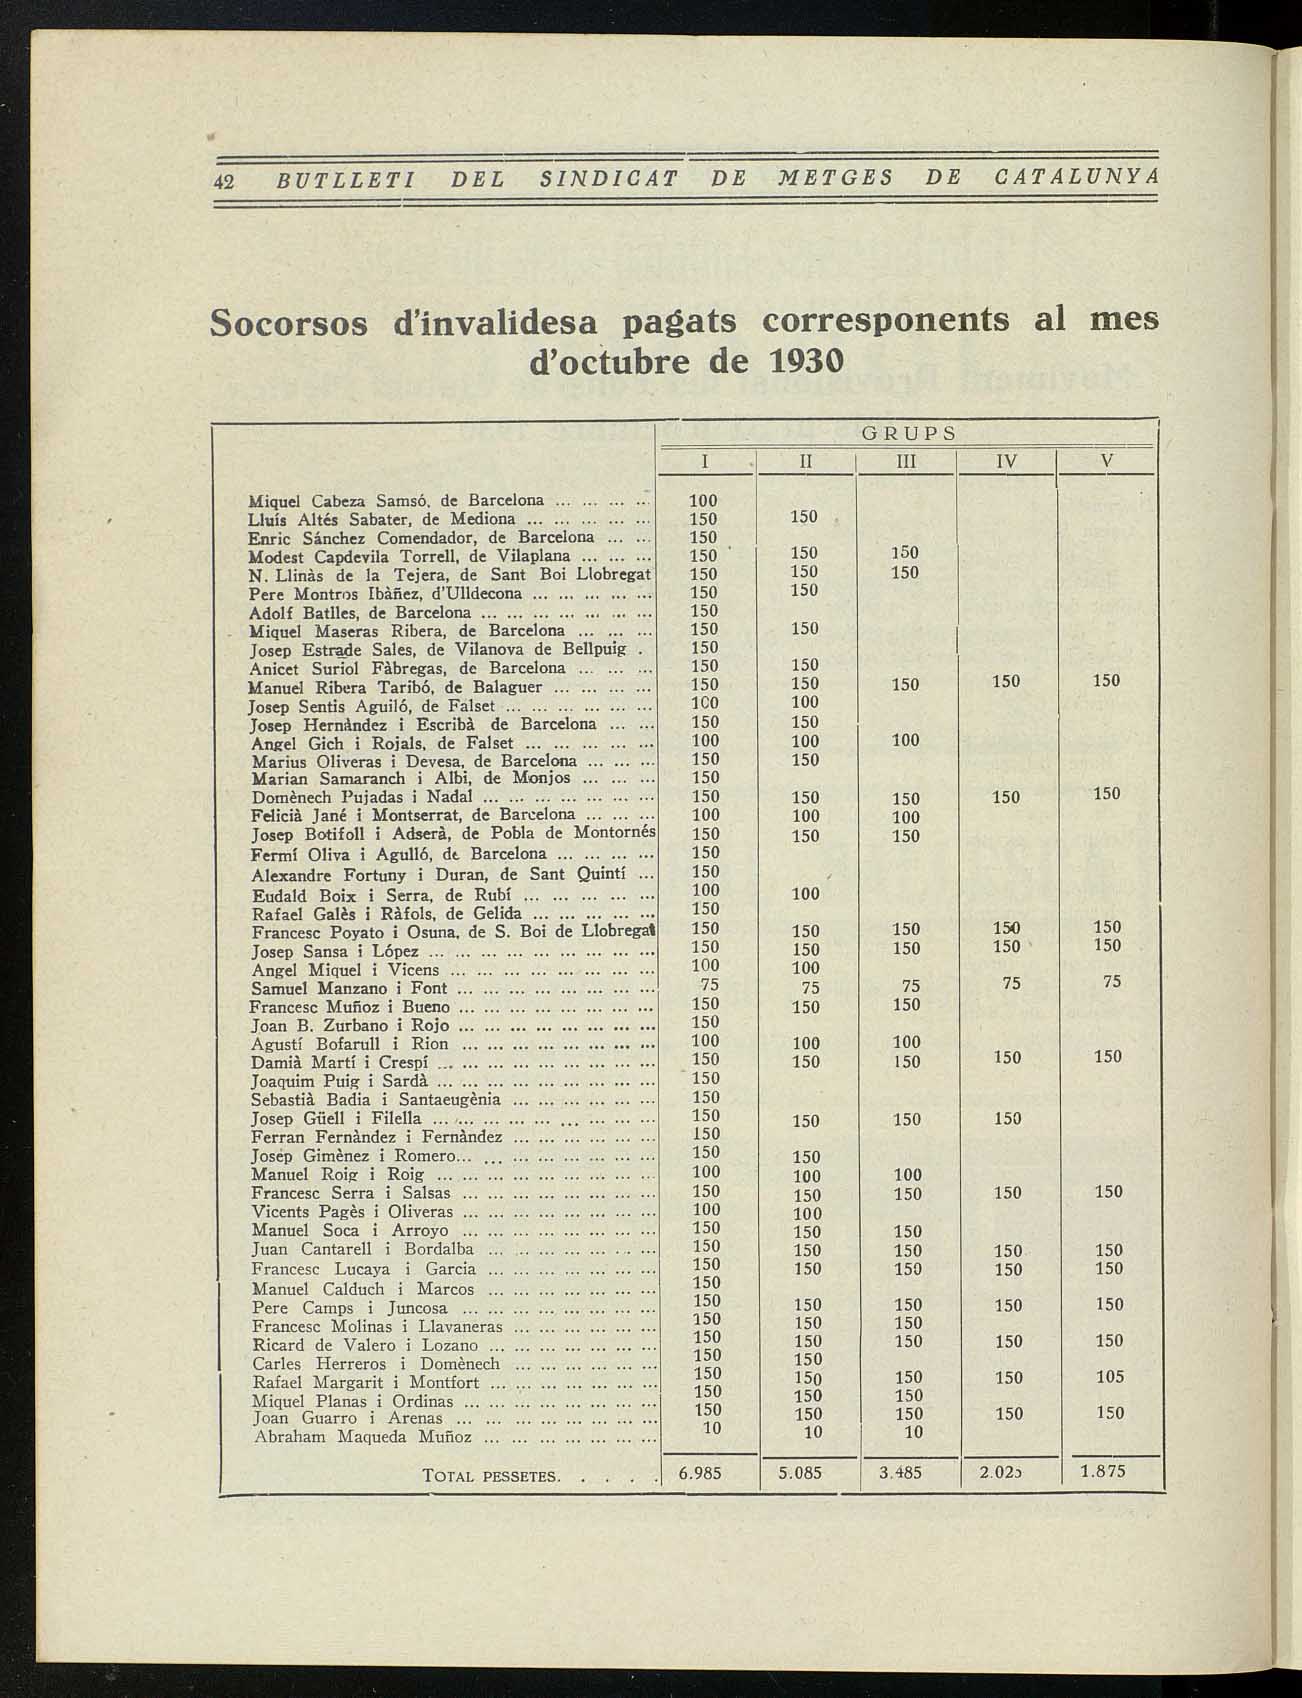 42 BUTLLETI DEL SINDICAT DE METGES DE CATALUNYA
Socorsos d'invalidesa pagats corresponents al mes
d'octubre de 1930
GRUPS
I II III IV V
Miquel Cabeza Samsó, de Barcelona ... ... ... ... 100
Lluís Altés Sabater, de Mediona ... ... ... ... ... 150 150
Enric Sánchez Comendador, de Barcelona ... ... 150
Modest Capdevila Torrell, de Vilaplana ... ... ... 150 150 150
N. Llinàs de la Tejera, de Sant Boi Llobregat 150 150 150
Pere Montros Ibàñez, d'Ulldecona ... ... ... ... ... 150 150
Adolf Batlles, de Barcelona ... ... ... ... ... ... ... 150
Miquel Maseras Ribera, de Barcelona ... ... ... 150 150
Josep Estrade Sales, de Vilanova de Bellpuig . 150
Anicet Suriol Fàbregas, de Barcelona ... ... ... 150 150
Manuel Ribera Taribó, de Balaguer ... ... ... ... 150 150 150 150 150
Josep Sentis Aguiló, de Falset ... ... ... ... ... ... 100 100
Josep Hernàndez i Escribà de Barcelona ... ... 150 150
Angel Gich i Rojals, de Falset ... ... ... ... ... 100 100 100
Marius Oliveras i Devesa, de Barcelona ... ... ... 150 150
Marian Samaranch i Albi, de Monjos ... ... ... 150
Domènech Pujadas i Nadal ... ... ... ... ... ... ... 150 150 150 150 150
Felicià Jané i Montserrat, de Barcelona ... ... ... 100 100 100
Josep Botifoll i Adserà, de Pobla de Montornés 150 150 150
Fermí Oliva i Agulló, de Barcelona ... ... ... ... 150
Alexandre Fortuny i Duran, de Sant Quintí ... 150
Eudald Boix i Serra, de Rubí ... ... ... ... ... 100 100
Rafael Galès i Ràfols, de Gelida ... ... ... ... ... 150
Francesc Poyato i Osuna, de S. Boi de Llobregat 150 150 150 150 150
Josep Sansa i López ... ... ... ... ... ... ... ... ... 150 150 150 150 150
Angel Miquel i Vicens ... ... ... ... ... ... ... ... 100 100
Samuel Manzano i Font ... ... ... ... ... ... ... ... 75 75 75 75 75
Francesc Muñoz i Bueno ... ... ... ... ... ... ... ... 150 150 150
Joan B. Zurbano i Rojo ... ... ... ... ... ... ... ... 150
Agustí Bofarull i Rion ... ... ... ... ... ... ... ... 100 100 100
Damià Martí i Crespí ... ... ... ... ... ... ... ... ... 150 150 150 150 150
Joaquim Puig i Sardà ... ... ... ... ... ... ... ... ... 150
Sebastià Badia i Santaeugènia ... ... ... ... ... ... 150
Josep Güell i Filella ... ... ... ... ... ... ... ... ... 150 150 150 150
Ferran Fernàndez i Fernàndez ... ... ... ... ... ... 150
Josép Gimènez i Romero... ... ... ... ... ... ... ... 150 150
Manuel Roig i Roig ... ... ... ... ... ... ... ... ... 100 100 100
Francesc Serra i Salsas ... ... ... ... ... ... ... ... 150 150 150 150 150
Vicents Pagès i Oliveras ... ... ... ... ... ... ... ... 100 100
Manuel Soca i Arroyo ... ... ... ... ... ... ... ... 150 150 150
Juan Cantarell i Bordalba ... ... ... ... ... ... ... 150 150 150 150 150
Francesc Lucaya i Garcia ... ... ... ... ... ... ... 150 150 150 150 150
Manuel Calduch i Marcos ... ... ... ... ... ... ... 150
Pere Camps i Juncosa ... ... ... ... ... ... ... ... 150 150 150 150 150
Francesc Molinas i Llavaneras ... ... ... ... ... ... 150 150 150
Ricard de Valero i Lozano ... ... ... ... ... ... ... 150 150 150 150 150
Carles Herreros i Domènech ... ... ... ... ... ... 150 150
Rafael Margarit i Montfort ... ... ... ... ... ... ... 150 150 150 150 105
Miquel Planas i Ordinas ... ... ... ... ... ... ... ... 150 150 150
Joan Guarro i Arenas ... ... ... ... ... ... ... ... 150 150 150 150 150
Abraham Maqueda Muñoz ... ... ... ... ... ... ... 10 10 10
TOTAL PESSETES. . . . . 6.985 5.085 3.485 2.025 1.875